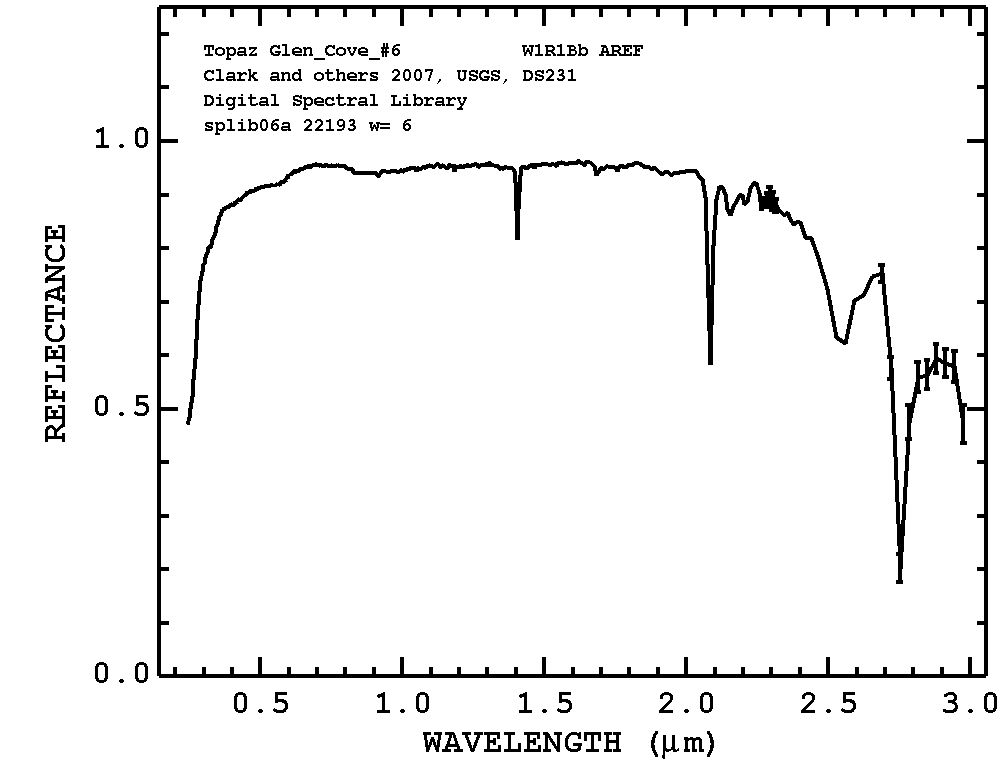 Topaz Glen_Cove_#6 W1R1Bb AREF
Clark and others 2007, USGS, DS231
Digital Spectral Library
splib06a 22193 w= 6
1.0
0.5
0.0
REFLECTANCE
0.5 1.0 1.5 2.0 2.5 3.0
WAVELENGTH (μm)